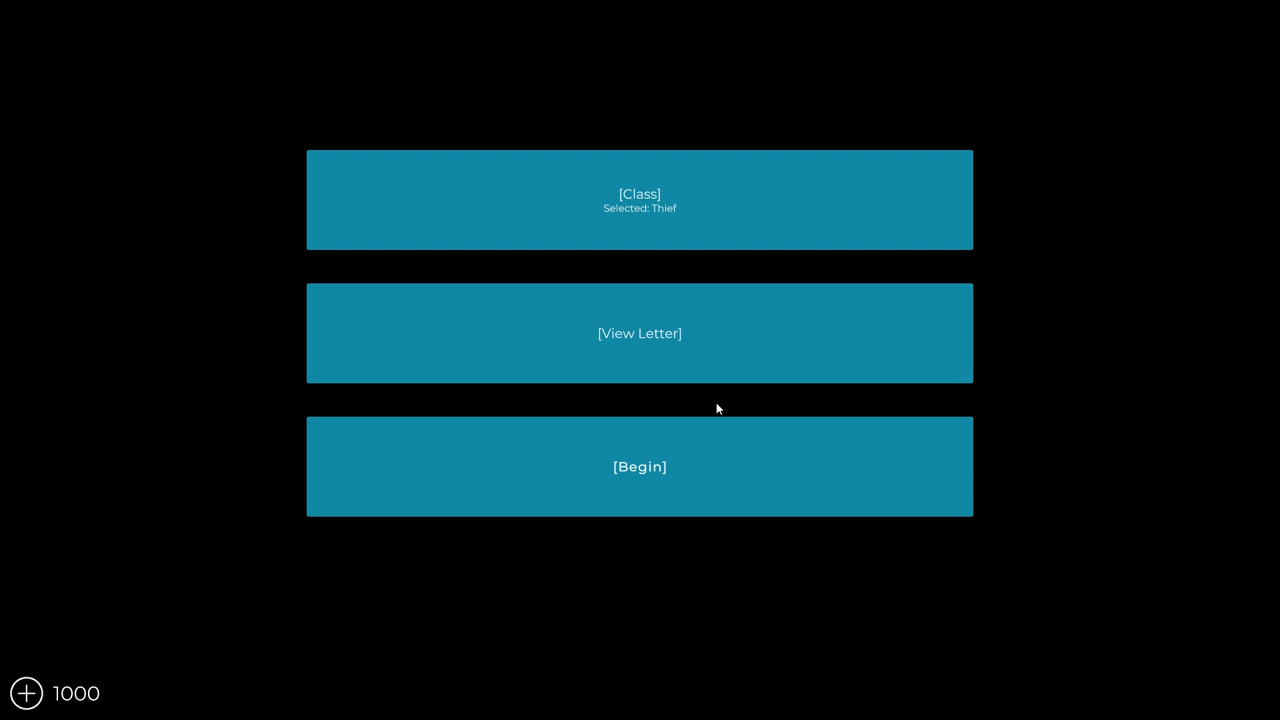 [Class]
Selected: Thief
[View Letter]
[Begin]
1000